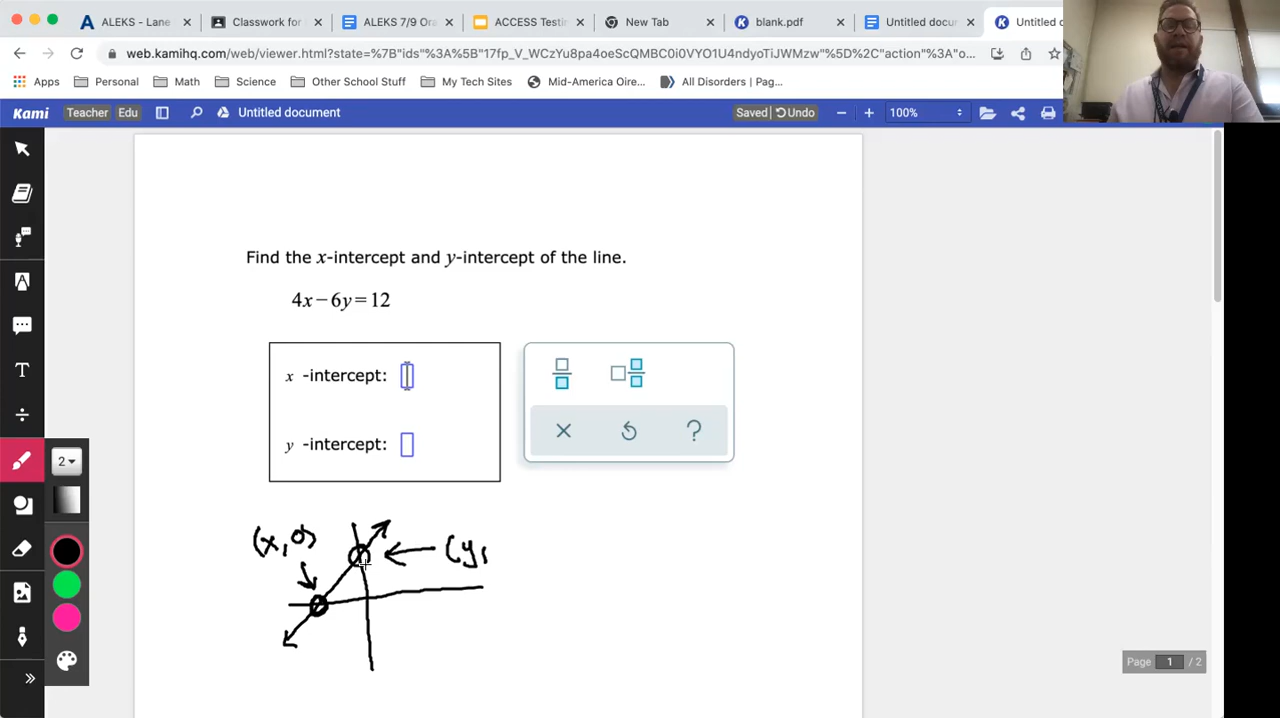 ALEKS - Lane
Classwork for
ALEKS 7/9 Ora
ACCESS Testin
New Tab
blank.pdf
Untitled docur
Untitled d
web.kamihq.com/web/viewer.html?state=%7B"ids"%3A%5B"17fp_V_WCzYu8pa4oeScQMBC0i0VYO1U4ndyoTiJWMzw"%5D%2C"action"%3A"o...
Apps
Personal
Math
Science
Other School Stuff
My Tech Sites
Mid-America Oire...
All Disorders | Pag...
Kami
Teacher
Edu
Untitled document
Saved | Undo
100%
Find the x-intercept and y-intercept of the line.
4x−6y=12
x -intercept:
y -intercept:
?
2
(x,0)
(y,
Page 1 / 2